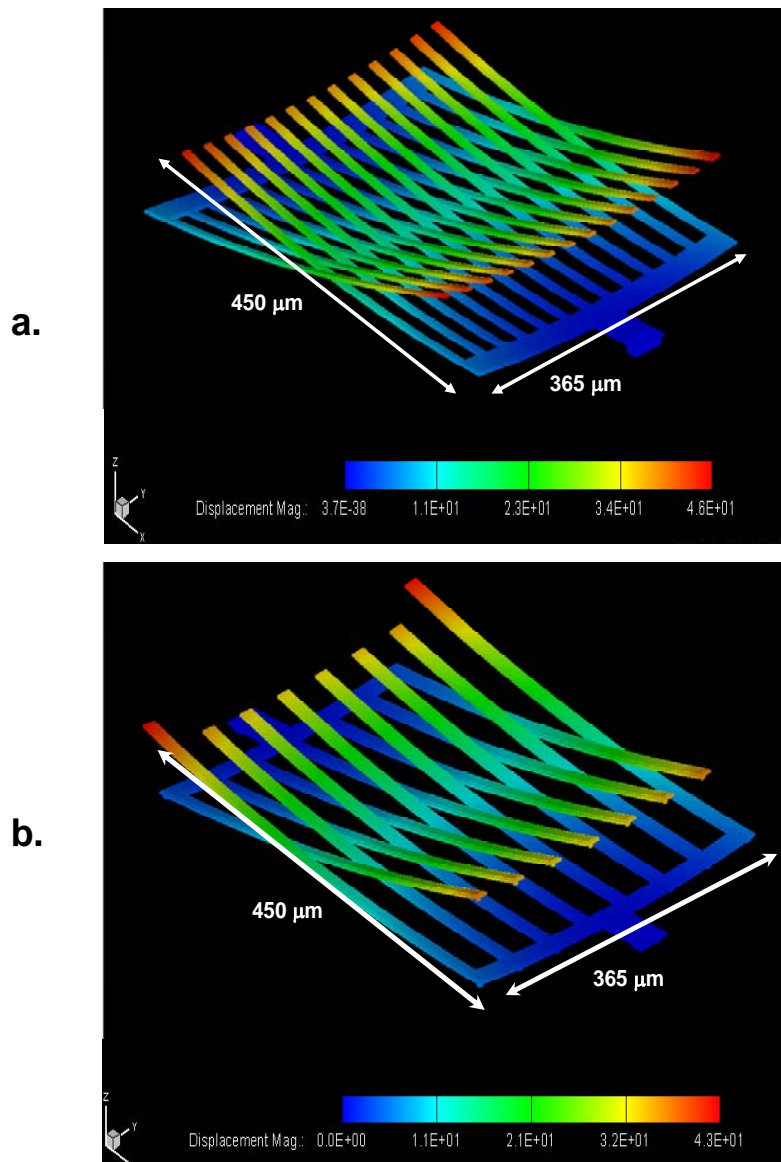 a.
450 μm
365 μm
Z
Y
X
Displacement Mag.: 3.7E-38 1.1E+01 2.3E+01 3.4E+01 4.6E+01
b.
450 μm
365 μm
Z
Y
Displacement Mag.: 0.0E+00 1.1E+01 2.1E+01 3.2E+01 4.3E+01